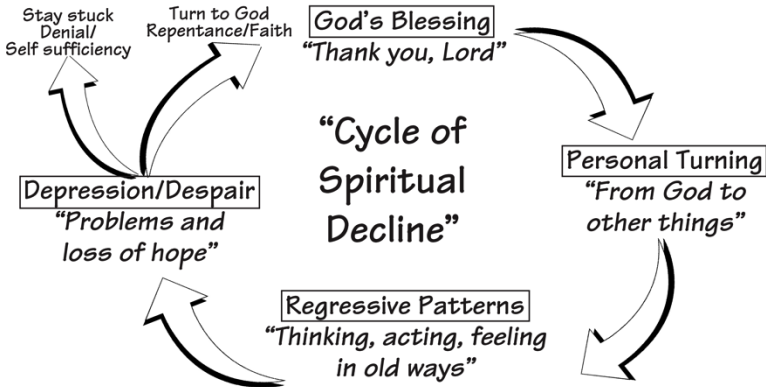 Stay stuck
Denial/
Self sufficiency
Turn to God
Repentance/Faith
God's Blessing
“Thank you, Lord”
“Cycle of
Spiritual
Decline”
Personal Turning
“From God to
other things”
Depression/Despair
“Problems and
loss of hope”
Regressive Patterns
“Thinking, acting, feeling
in old ways”